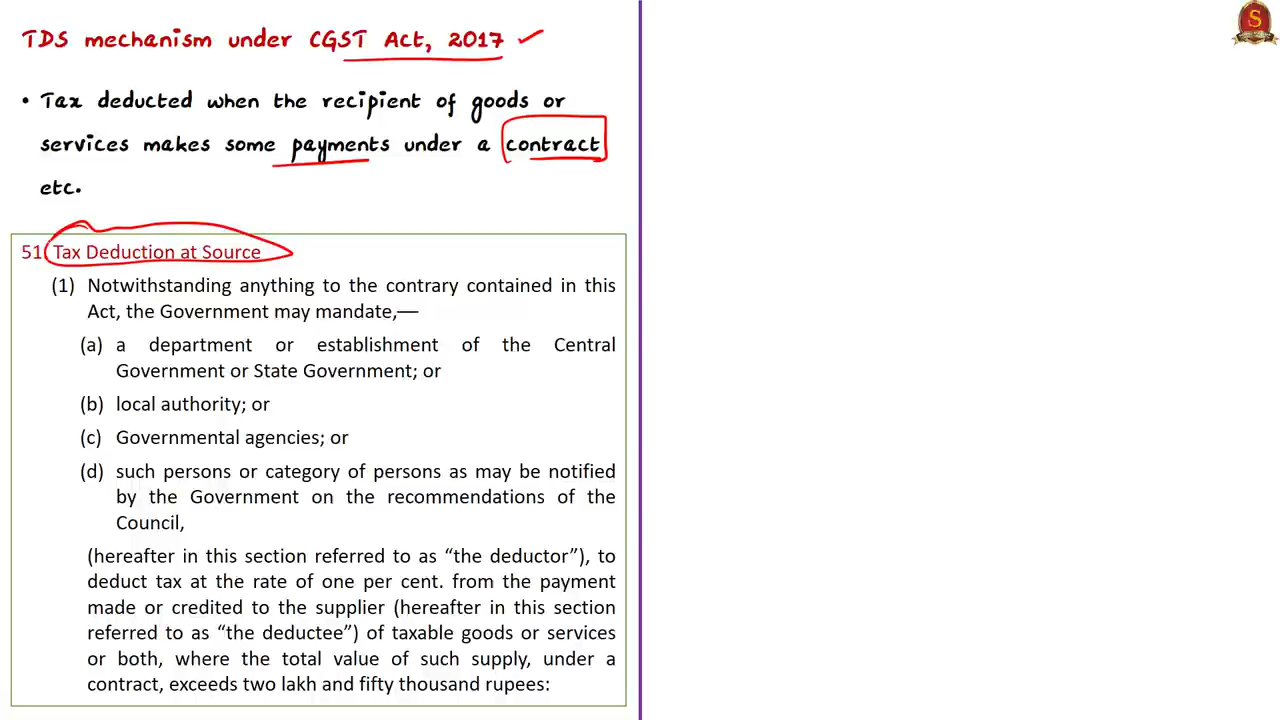 TDS mechanism under CGST Act, 2017
• Tax deducted when the recipient of goods or
services makes some payments under a contract
etc.
51 Tax Deduction at Source
(1) Notwithstanding anything to the contrary contained in this
Act, the Government may mandate,—
(a) a department or establishment of the Central
Government or State Government; or
(b) local authority; or
(c) Governmental agencies; or
(d) such persons or category of persons as may be notified
by the Government on the recommendations of the
Council,
(hereafter in this section referred to as “the deductor”), to
deduct tax at the rate of one per cent. from the payment
made or credited to the supplier (hereafter in this section
referred to as “the deductee”) of taxable goods or services
or both, where the total value of such supply, under a
contract, exceeds two lakh and fifty thousand rupees:
S